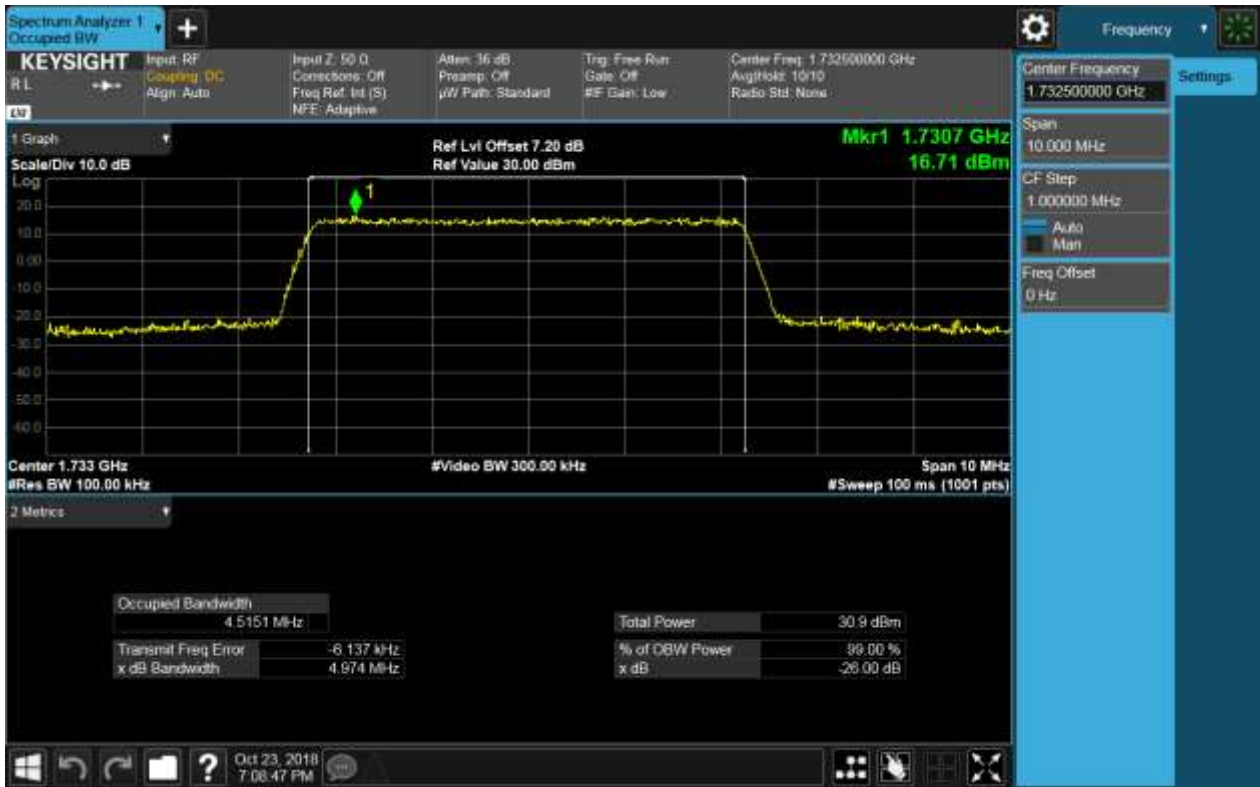 Spectrum Analyzer 1
Occupied BW
Frequency
KEYSIGHT
R L
Input: RF
Coupling: DC
Align: Auto
Input Z: 50 Ω
Corrections: Off
Freq Ref: Int (S)
NFE: Adaptive
Atten: 36 dB
Preamp: Off
µW Path: Standard
Trig: Free Run
Gate: Off
#IF Gain: Low
Center Freq: 1.732500000 GHz
Avg|Hold: 10/10
Radio Std: None
Center Frequency
1.732500000 GHz
Settings
Span
10.000 MHz
CF Step
1.000000 MHz
Auto
Man
Freq Offset
0 Hz
1 Graph
Scale/Div 10.0 dB
Ref Lvl Offset 7.20 dB
Ref Value 30.00 dBm
Mkr1 1.7307 GHz
16.71 dBm
Log
1
20.0
10.0
0.00
-10.0
-20.0
-30.0
-40.0
-50.0
-60.0
Center 1.733 GHz
#Video BW 300.00 kHz
Span 10 MHz
#Res BW 100.00 kHz
#Sweep 100 ms (1001 pts)
2 Metrics
Occupied Bandwidth
4.5151 MHz
Transmit Freq Error -6.137 kHz
x dB Bandwidth 4.974 MHz
Total Power 30.9 dBm
% of OBW Power 99.00 %
x dB -26.00 dB
?
Oct 23, 2018
7:08:47 PM